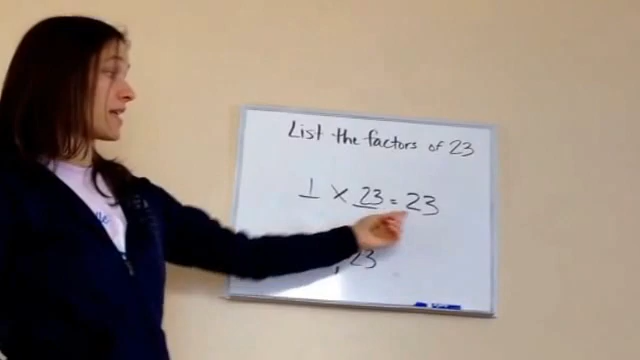 List the factors of 23
1 × 23 = 23
, 23